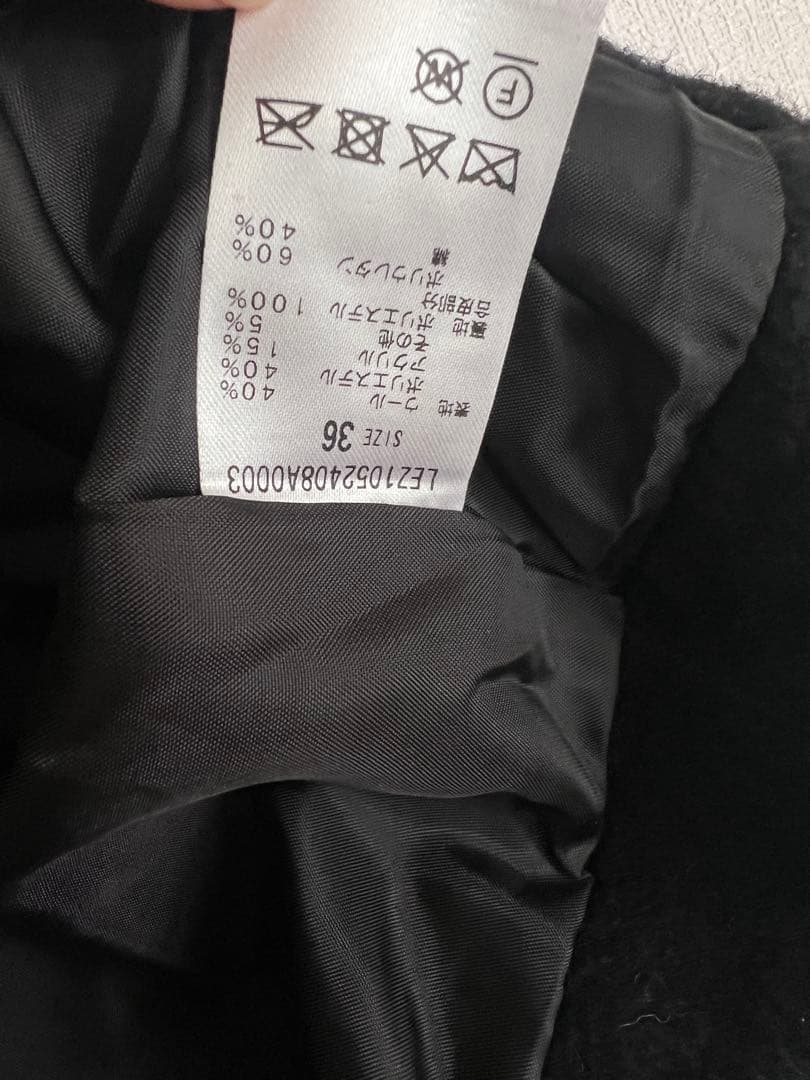 LEZ1052408A0003
SIZE 36
表地 ウール 40%
ポリエステル 40%
アクリル 15%
その他 5%
裏地 ポリエステル 100%
合皮部分
ポリウレタン 60%
綿 40%
F W